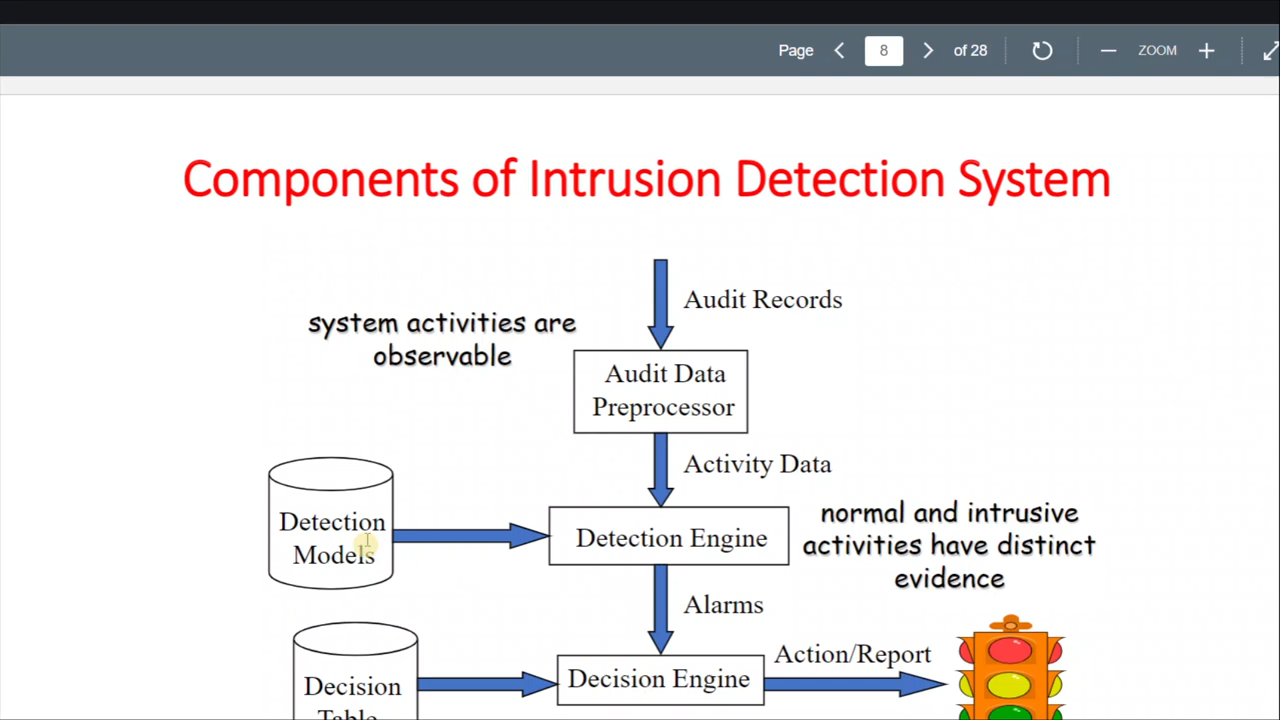 Page 8 of 28 ZOOM
Components of Intrusion Detection System
Audit Records
system activities are
observable
Audit Data
Preprocessor
Activity Data
Detection
Models
Detection Engine
normal and intrusive
activities have distinct
evidence
Alarms
Action/Report
Decision Engine
Decision
Table